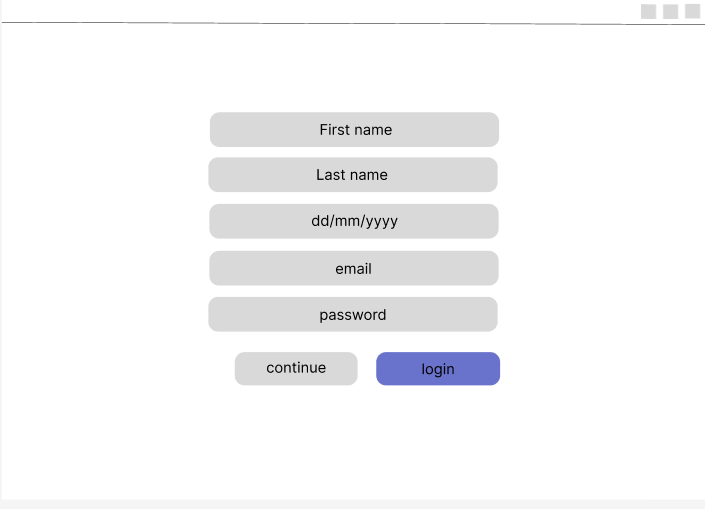 First name
Last name
dd/mm/yyyy
email
password
continue
login